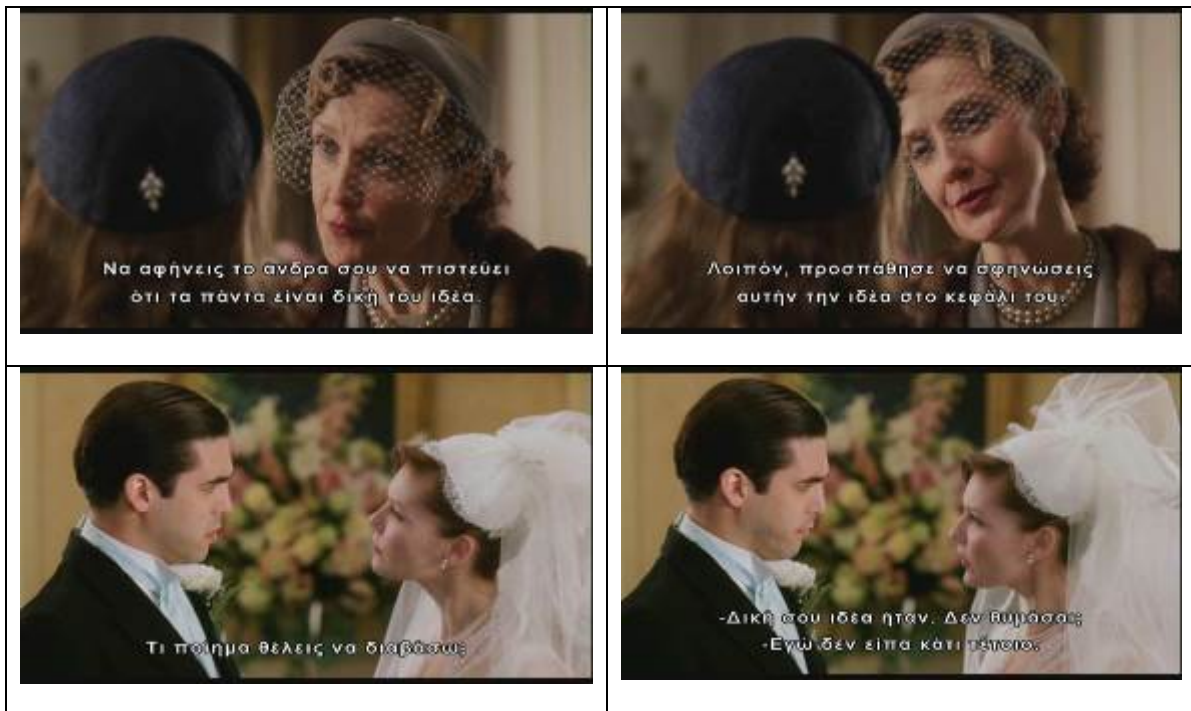 Να αφήνεις το άνδρα σου να πιστεύει
ότι τα πάντα είναι δική του ιδέα.
Λοιπόν, προσπάθησε να σφηνώσεις
αυτήν την ιδέα στο κεφάλι του.
Τι ποίημα θέλεις να διαβάσω;
-Δική σου ιδέα ήταν. Δεν θυμάσαι;
-Εγώ δεν είπα κάτι τέτοιο.